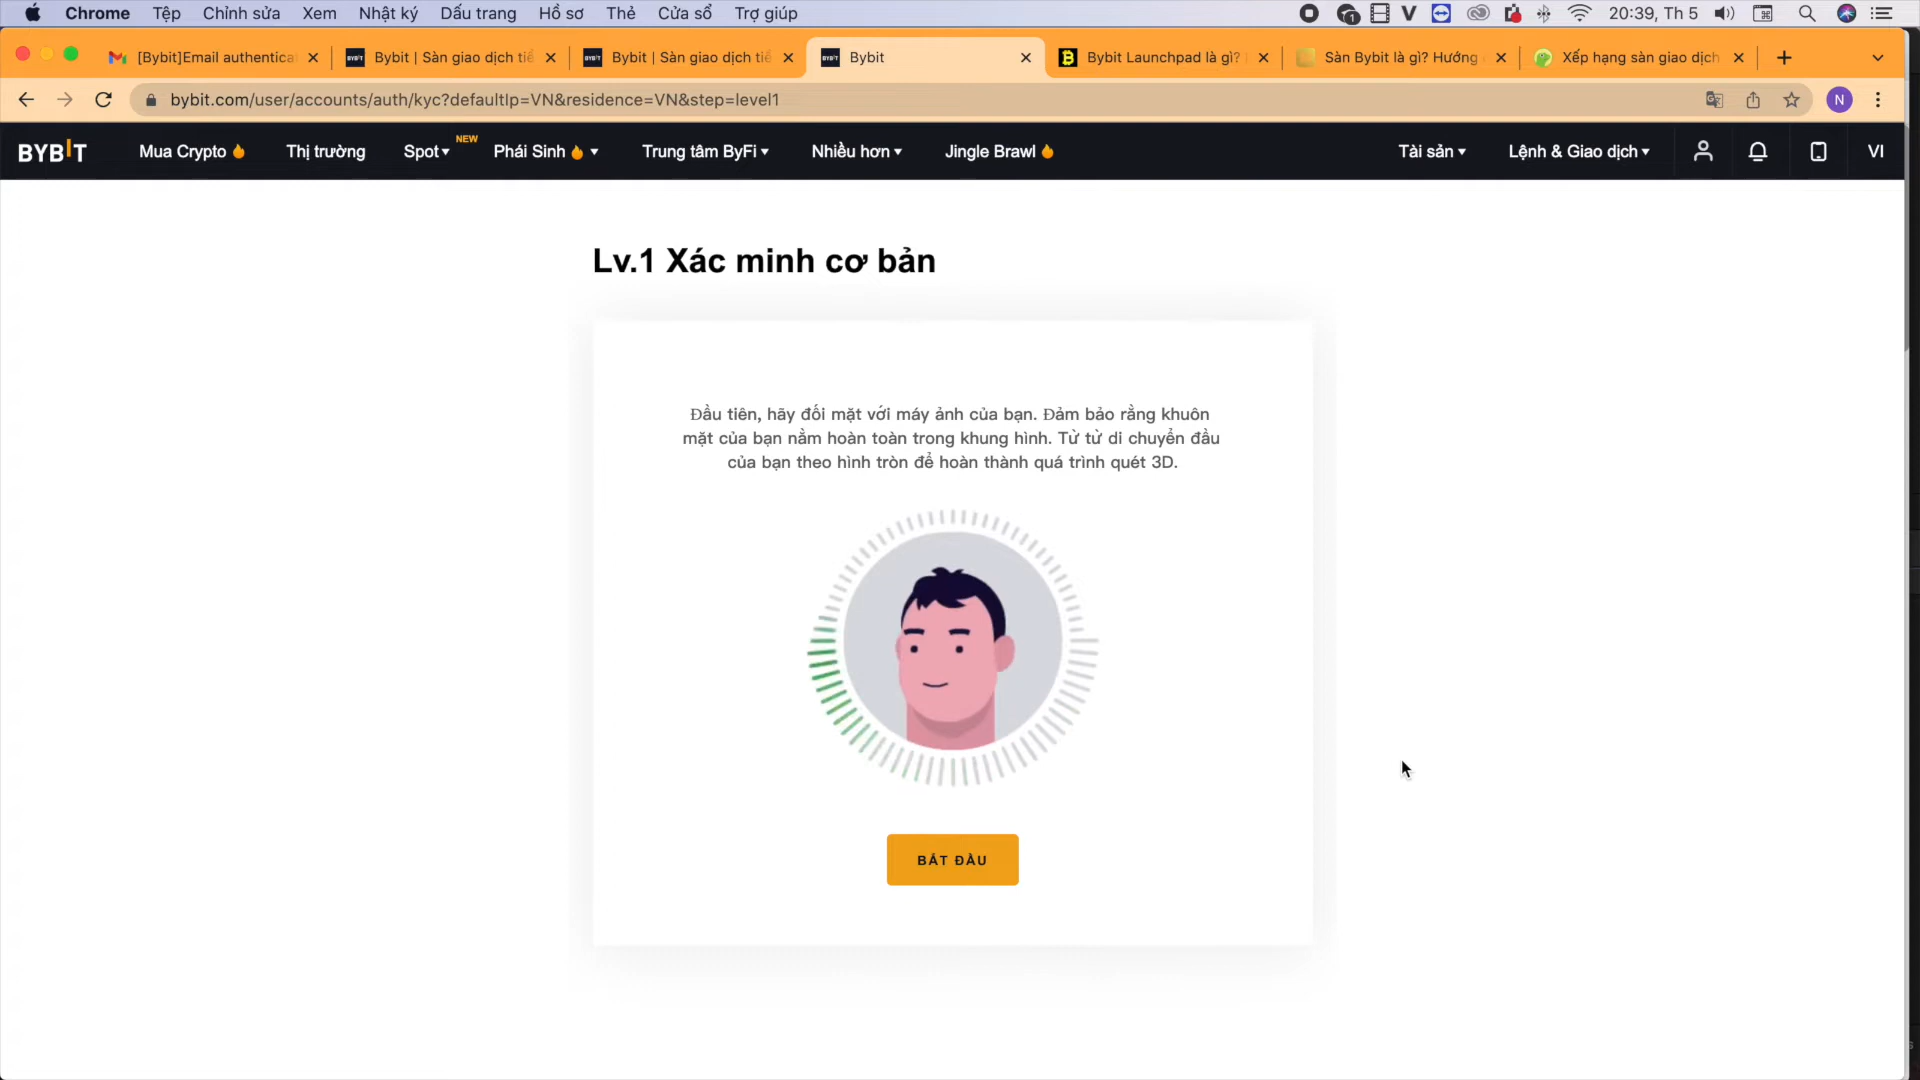 Chrome Tệp Chỉnh sửa Xem Nhật ký Dấu trang Hồ sơ Thẻ Cửa sổ Trợ giúp 1 20:39, Th 5
[Bybit]Email authentica Bybit | Sàn giao dịch tiề Bybit | Sàn giao dịch tiề Bybit Bybit Launchpad là gì? Sàn Bybit là gì? Hướng Xếp hạng sàn giao dịch
bybit.com/user/accounts/auth/kyc?defaultIp=VN&residence=VN&step=level1 N
BYBIT Mua Crypto Thị trường Spot NEW Phái Sinh Trung tâm ByFi Nhiều hơn Jingle Brawl Tài sản Lệnh & Giao dịch VI
Lv.1 Xác minh cơ bản
Đầu tiên, hãy đối mặt với máy ảnh của bạn. Đảm bảo rằng khuôn
mặt của bạn nằm hoàn toàn trong khung hình. Từ từ di chuyển đầu
của bạn theo hình tròn để hoàn thành quá trình quét 3D.
BẮT ĐẦU